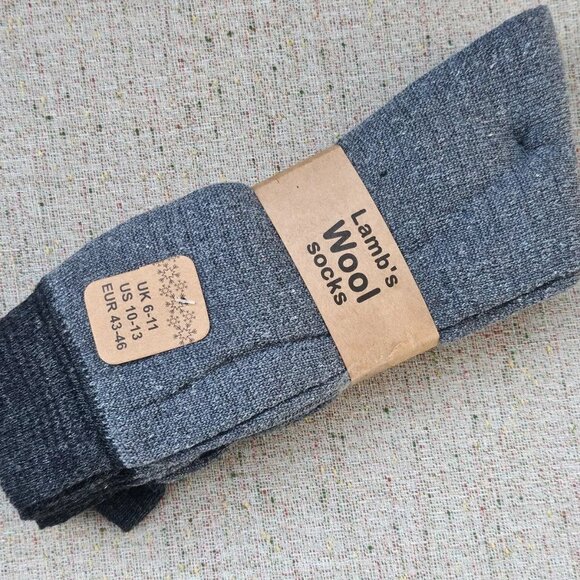 Lamb's
Wool
socks
UK 6-11
US 10-13
EUR 43-46